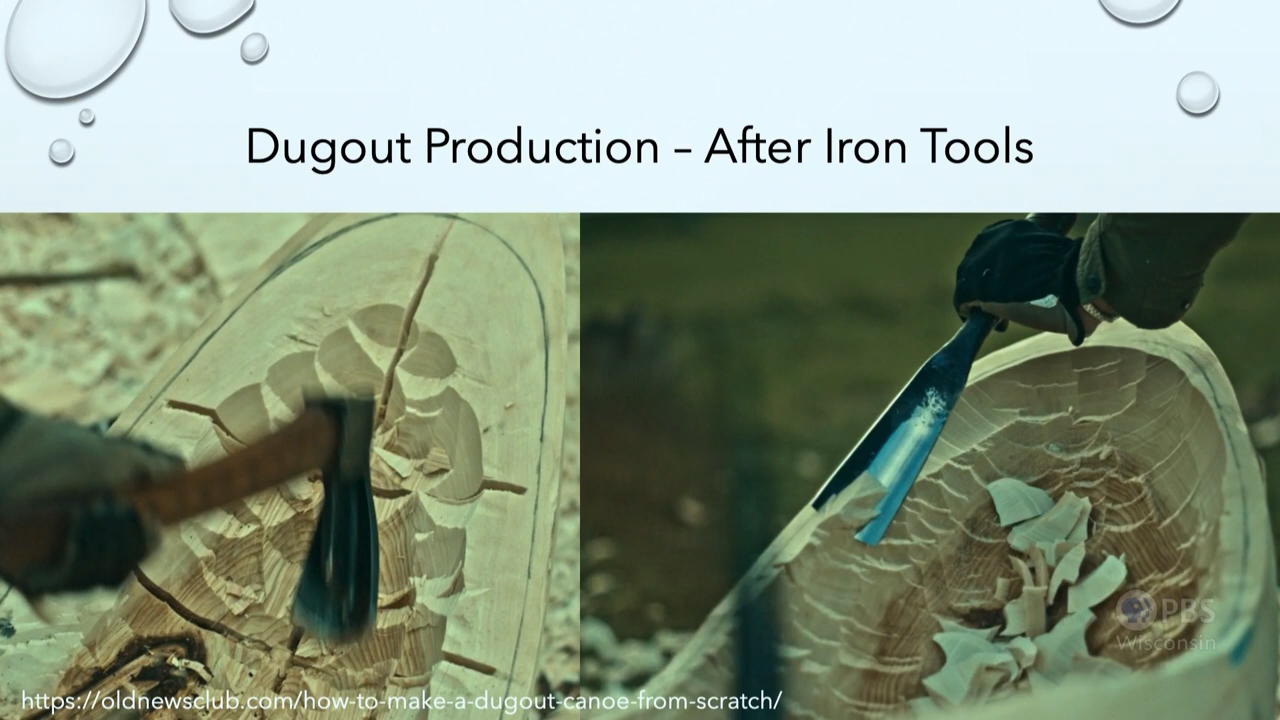 Dugout Production – After Iron Tools
PBS
Wisconsin
https://oldnewsclub.com/how-to-make-a-dugout-canoe-from-scratch/